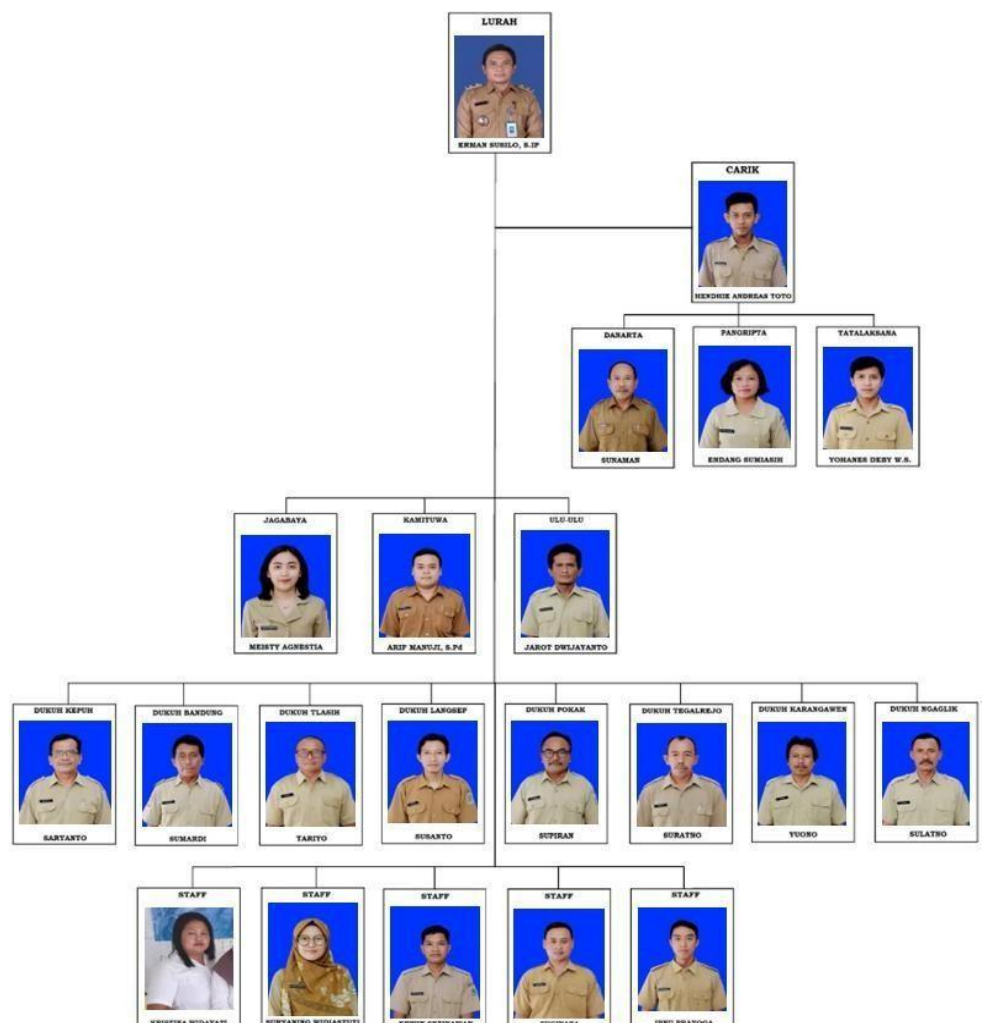 LURAH
ERMAN SUSILO, S.IP
CARIK
HENDHIE ANDREAS TOTO
DANARTA
PANGRIPTA
TATALAKSANA
SUNAMAN
ENDANG SUMIASIH
YOHANES DEBY W.S.
JAGABAYA
KAMITUWA
ULU-ULU
MEISTY AGNESTIA
ARIF MANUJI, S.Pd
JAROT DWIJAYANTO
DUKUH KEPUH
DUKUH BANDUNG
DUKUH TLASIH
DUKUH LANGSEP
DUKUH POKAK
DUKUH TEGALREJO
DUKUH KARANGAWEN
DUKUH NGAGLIK
SARYANTO
SUMARDI
TARIYO
SUSANTO
SUPIRAN
SURATNO
YUONO
SULATNO
STAFF
STAFF
STAFF
STAFF
STAFF